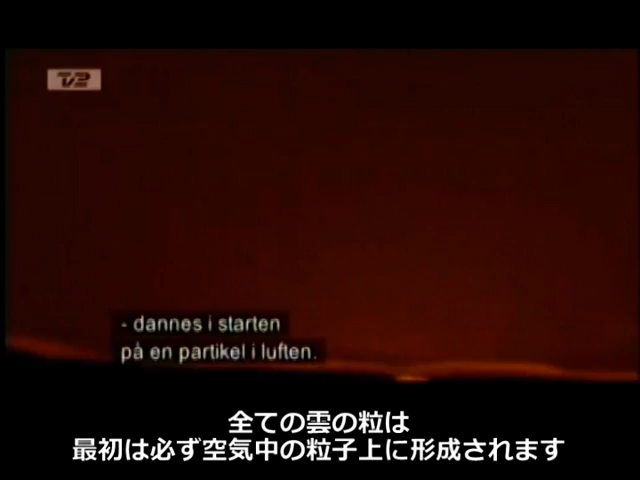 TV2
- dannes i starten
på en partikel i luften.
全ての雲の粒は
最初は必ず空気中の粒子上に形成されます